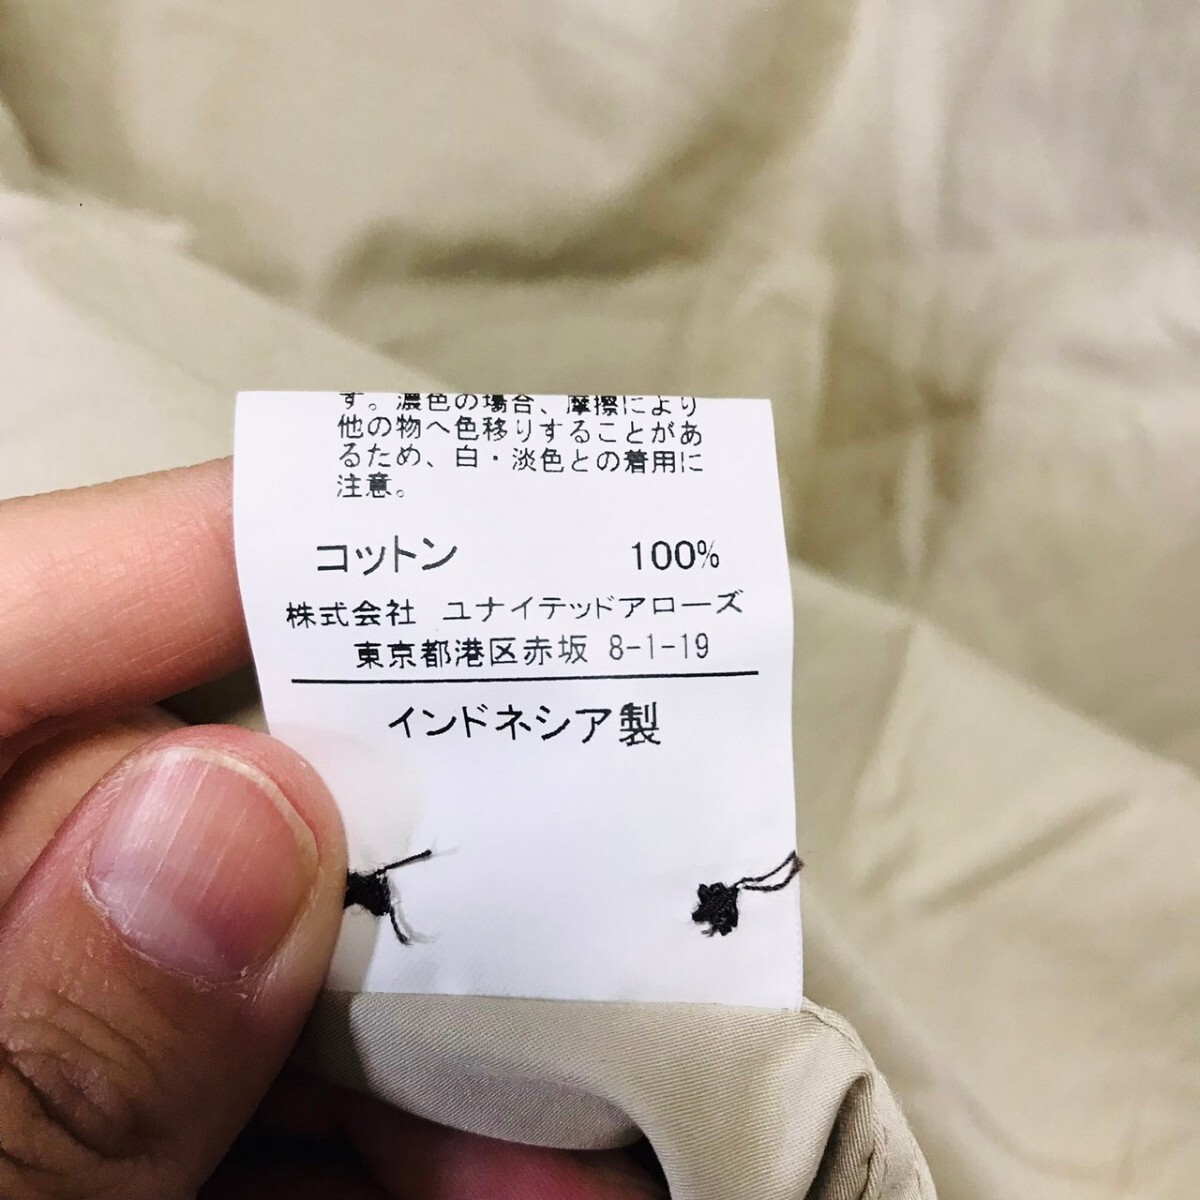 す。濃色の場合、摩擦により
他の物へ色移りすることがあ
るため、白・淡色との着用に
注意。
コットン 100%
株式会社 ユナイテッドアローズ
東京都港区赤坂 8-1-19
インドネシア製